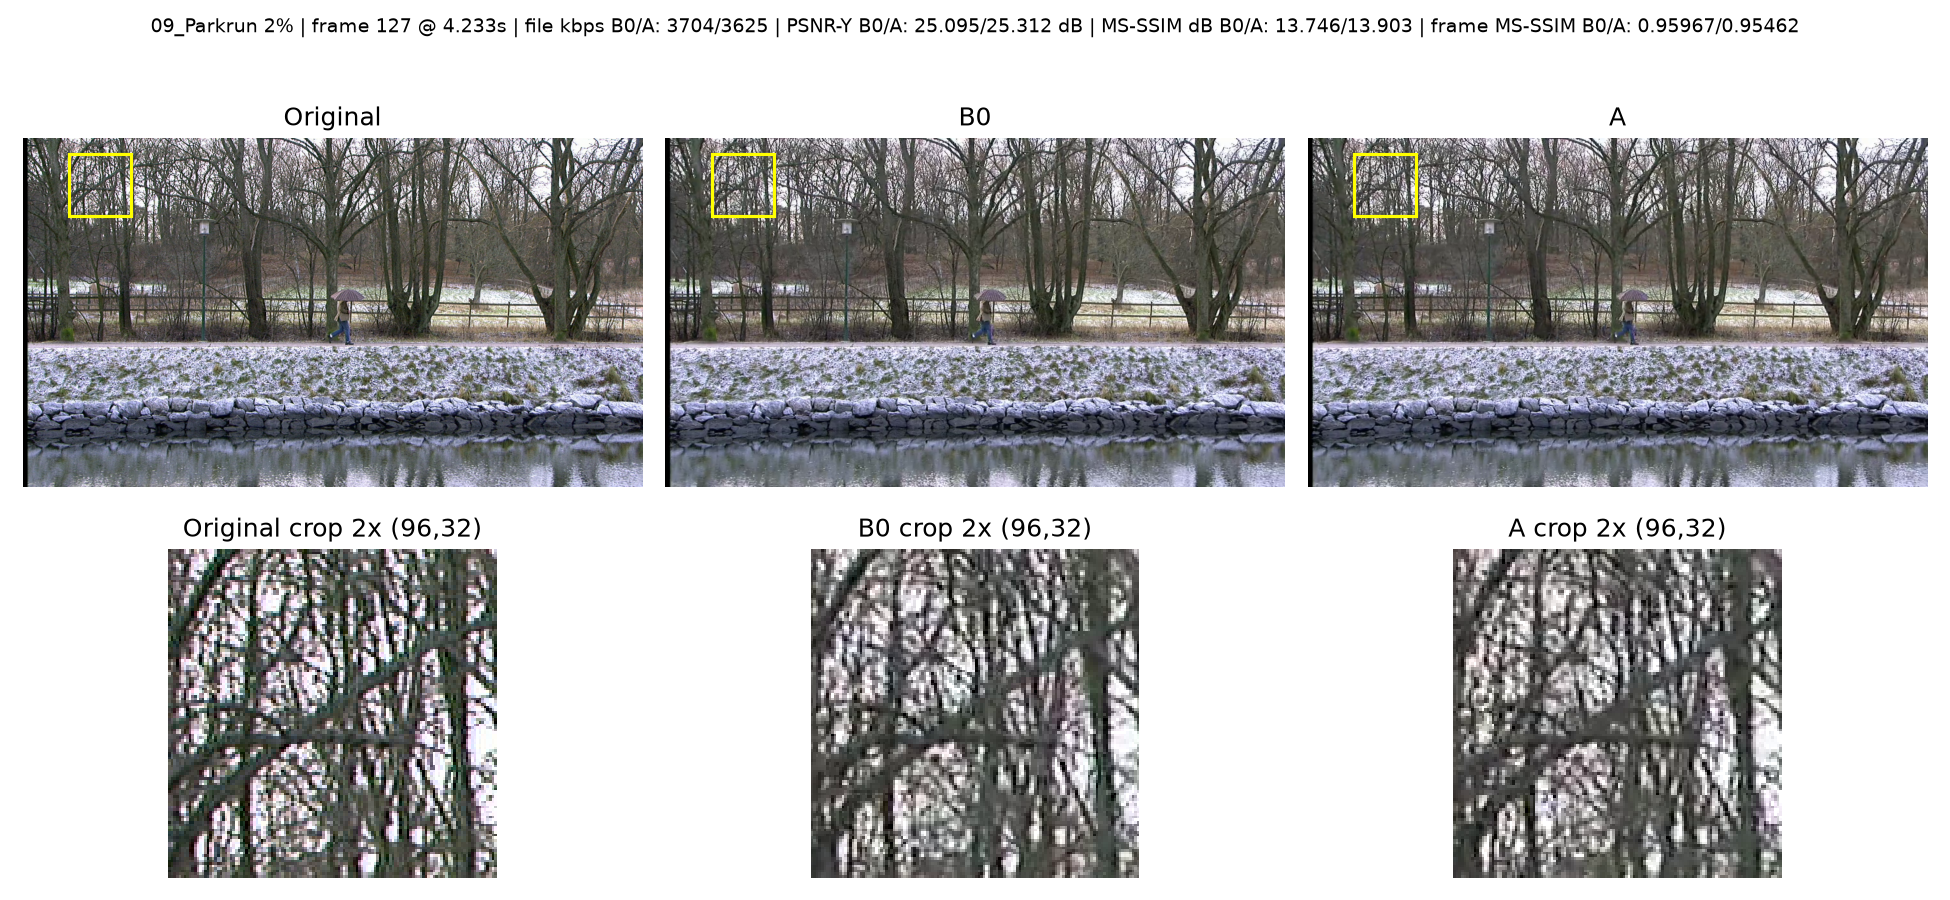 09_Parkrun 2% | frame 127 @ 4.233s | file kbps B0/A: 3704/3625 | PSNR-Y B0/A: 25.095/25.312 dB | MS-SSIM dB B0/A: 13.746/13.903 | frame MS-SSIM B0/A: 0.95967/0.95462
Original
B0
A
Original crop 2x (96,32)
B0 crop 2x (96,32)
A crop 2x (96,32)